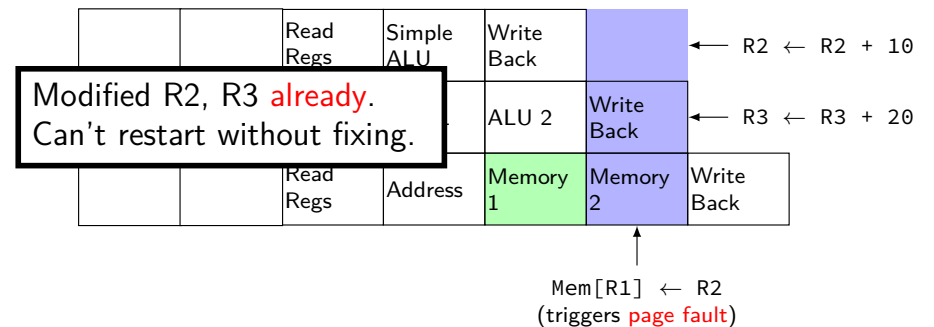 Read Regs
Simple ALU
Write Back
R2 ← R2 + 10
Modified R2, R3 already.
Can't restart without fixing.
ALU 2
Write Back
R3 ← R3 + 20
Read Regs
Address
Memory 1
Memory 2
Write Back
Mem[R1] ← R2
(triggers page fault)